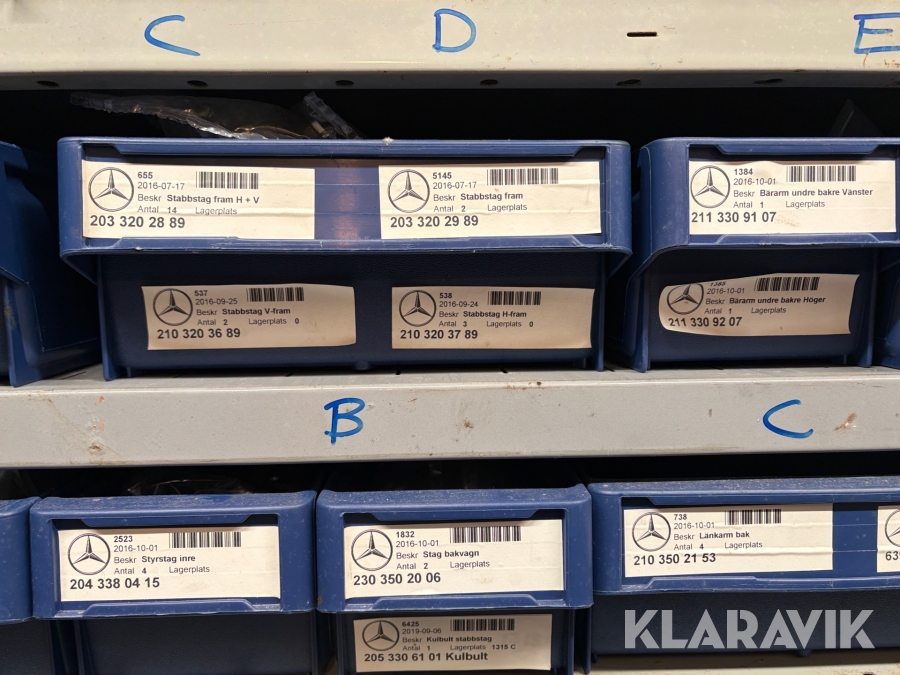 C
D
E
655
2016-07-17
Beskr Stabbstag fram H + V
Antal 14 Lagerplats
203 320 28 89
5145
2016-07-17
Beskr Stabbstag fram
Antal 2 Lagerplats
203 320 29 89
1384
2016-10-01
Beskr Bärarm undre bakre Vänster
Antal 1 Lagerplats
211 330 91 07
537
2016-09-25
Beskr Stabbstag V-fram
Antal 2 Lagerplats 0
210 320 36 89
538
2016-09-24
Beskr Stabbstag H-fram
Antal 3 Lagerplats 0
210 320 37 89
1385
2016-10-01
Beskr Bärarm undre bakre Höger
Antal 1 Lagerplats
211 330 92 07
B
C
2523
2016-10-01
Beskr Styrstag inre
Antal 4 Lagerplats
204 338 04 15
1832
2016-10-01
Beskr Stag bakvagn
Antal 2 Lagerplats
230 350 20 06
738
2016-10-01
Beskr Länkarm bak
Antal 4 Lagerplats
210 350 21 53
6425
2019-09-06
Beskr Kulbult stabbstag
Antal 1 Lagerplats 1315 C
205 330 61 01 Kulbult
KLARAVIK